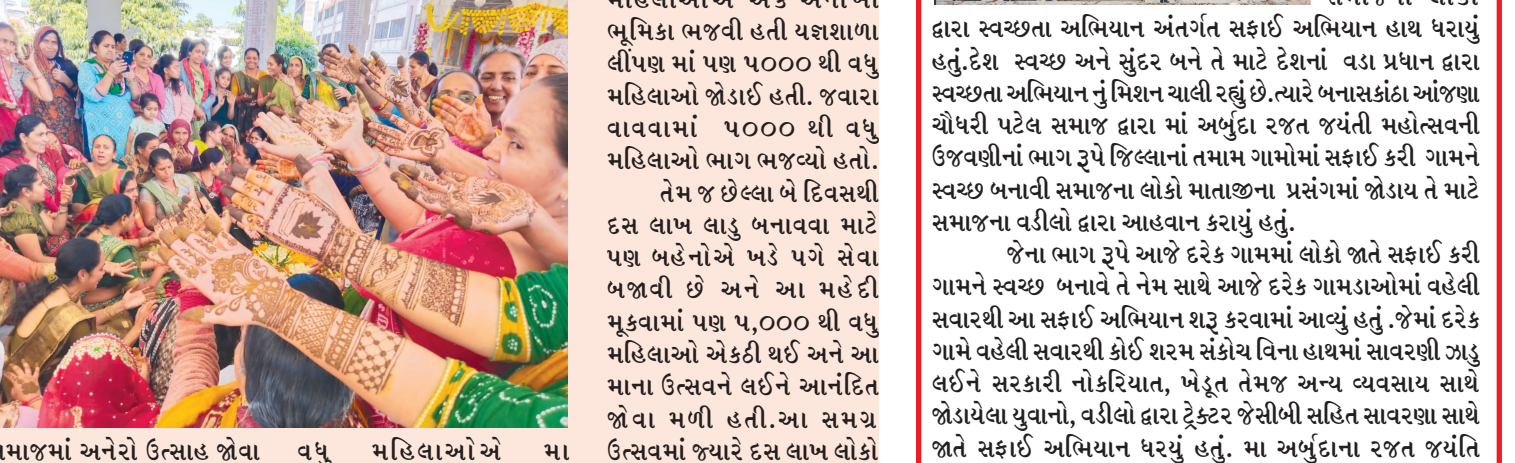 ભૂમિકા ભજવી હતી યજ્ઞશાળા
લીંપણ માં પણ ૫૦૦૦ થી વધુ
મહિલાઓ જોડાઈ હતી. જવારા
વાવવામાં ૫૦૦૦ થી વધુ
મહિલાઓ ભાગ ભજવ્યો હતો.
તેમ જ છેલ્લા બે દિવસથી
દસ લાખ લાડુ બનાવવા માટે
પણ બહેનોએ ખડે પગે સેવા
બજાવી છે અને આ મહેદી
મૂકવામાં પણ ૫,૦૦૦ થી વધુ
મહિલાઓ એકઠી થઈ અને આ
માના ઉત્સવને લઈને આનંદિત
જોવા મળી હતી.આ સમગ્ર
ઉત્સવમાં જ્યારે દસ લાખ લોકો
માજમાં અનેરો ઉત્સાહ જોવા
વધુ મહિલાઓએ મા
દ્વારા સ્વચ્છતા અભિયાન અંતર્ગત સફાઈ અભિયાન હાથ ધરાયું
હતું.દેશ સ્વચ્છ અને સુંદર બને તે માટે દેશનાં વડા પ્રધાન દ્વારા
સ્વચ્છતા અભિયાન નું મિશન ચાલી રહ્યું છે.ત્યારે બનાસકાંઠા આંજણા
ચૌધરી પટેલ સમાજ દ્વારા માં અર્બુદા રજત જયંતી મહોત્સવની
ઉજવણીનાં ભાગ રૂપે જિલ્લાનાં તમામ ગામોમાં સફાઈ કરી ગામને
સ્વચ્છ બનાવી સમાજના લોકો માતાજીના પ્રસંગમાં જોડાય તે માટે
સમાજના વડીલો દ્વારા આહવાન કરાયું હતું.
જેના ભાગ રૂપે આજે દરેક ગામમાં લોકો જાતે સફાઈ કરી
ગામને સ્વચ્છ બનાવે તે નેમ સાથે આજે દરેક ગામડાઓમાં વહેલી
સવારથી આ સફાઈ અભિયાન શરૂ કરવામાં આવ્યું હતું .જેમાં દરેક
ગામે વહેલી સવારથી કોઈ શરમ સંકોચ વિના હાથમાં સાવરણી ઝાડુ
લઈને સરકારી નોકરિયાત, ખેડૂત તેમજ અન્ય વ્યવસાય સાથે
જોડાયેલા યુવાનો, વડીલો દ્વારા ટ્રેક્ટર જેસીબી સહિત સાવરણા સાથે
જાતે સફાઈ અભિયાન ધરયું હતું. મા અર્બુદાના રજત જયંતિ